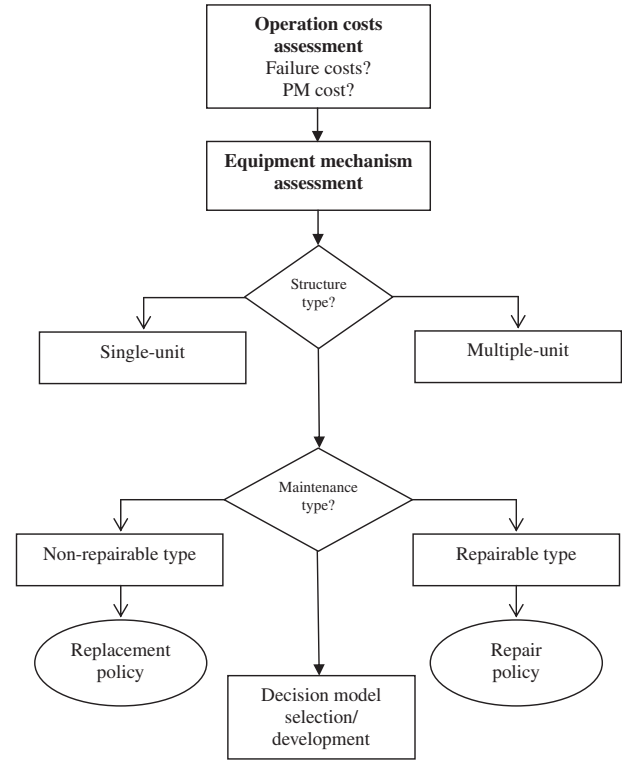 Operation costs
assessment
Failure costs?
PM cost?
Equipment mechanism
assessment
Structure
type?
Single-unit
Multiple-unit
Maintenance
type?
Non-repairable type
Repairable type
Replacement
policy
Repair
policy
Decision model
selection/
development